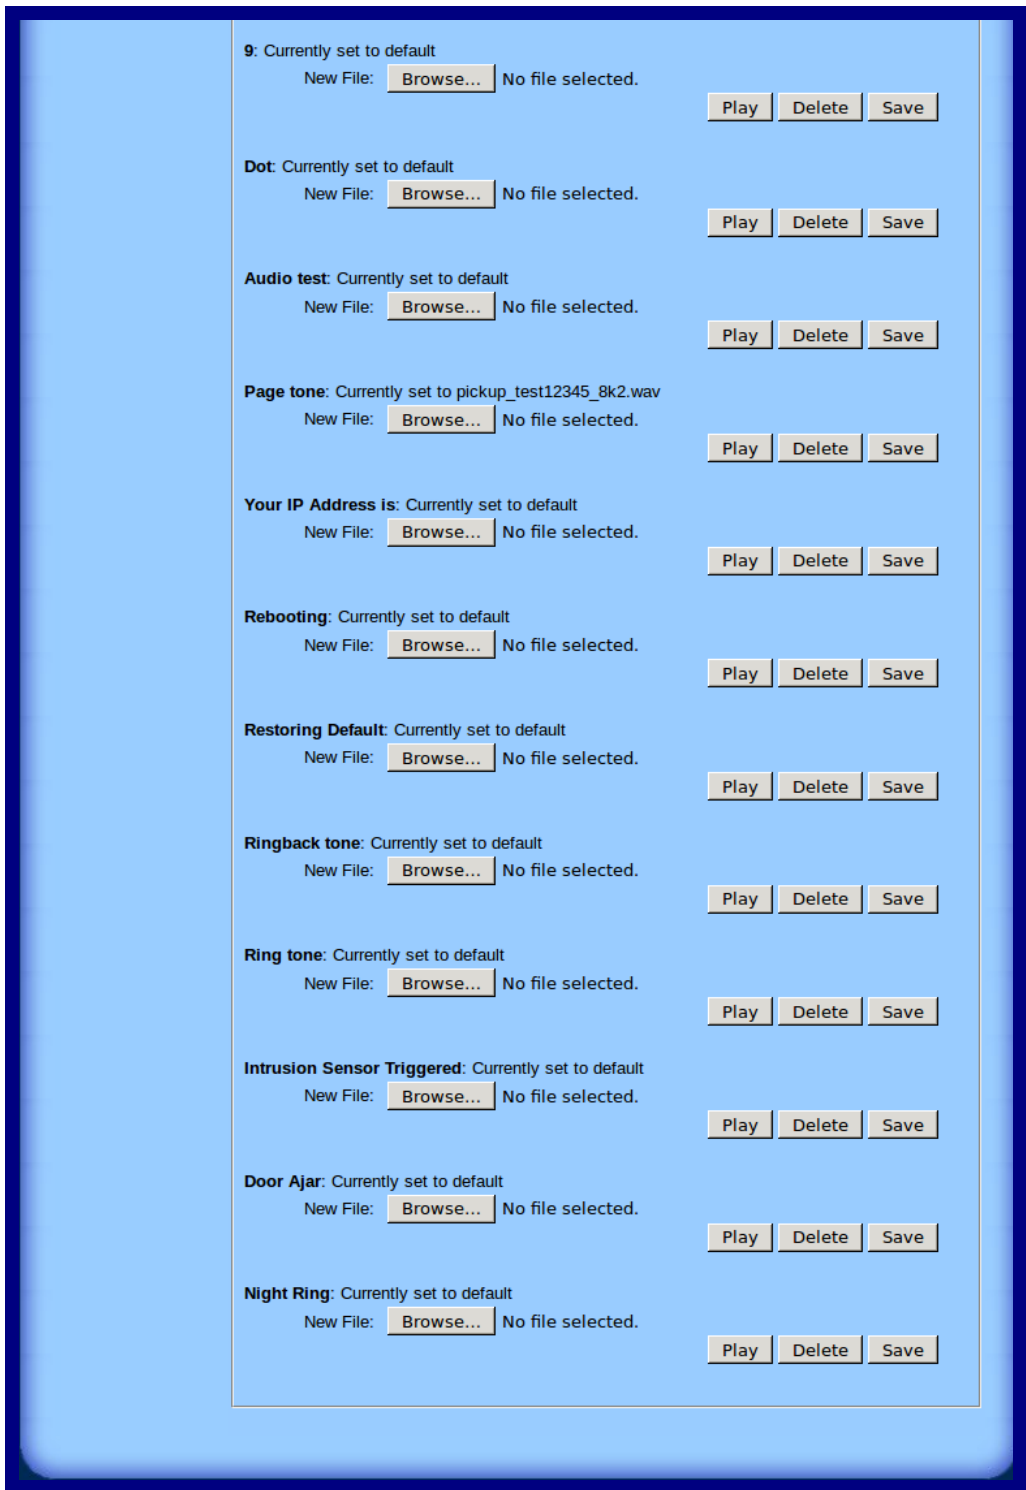 9: Currently set to default
New File: Browse... No file selected.
Play Delete Save
Dot: Currently set to default
New File: Browse... No file selected.
Play Delete Save
Audio test: Currently set to default
New File: Browse... No file selected.
Play Delete Save
Page tone: Currently set to pickup_test12345_8k2.wav
New File: Browse... No file selected.
Play Delete Save
Your IP Address is: Currently set to default
New File: Browse... No file selected.
Play Delete Save
Rebooting: Currently set to default
New File: Browse... No file selected.
Play Delete Save
Restoring Default: Currently set to default
New File: Browse... No file selected.
Play Delete Save
Ringback tone: Currently set to default
New File: Browse... No file selected.
Play Delete Save
Ring tone: Currently set to default
New File: Browse... No file selected.
Play Delete Save
Intrusion Sensor Triggered: Currently set to default
New File: Browse... No file selected.
Play Delete Save
Door Ajar: Currently set to default
New File: Browse... No file selected.
Play Delete Save
Night Ring: Currently set to default
New File: Browse... No file selected.
Play Delete Save